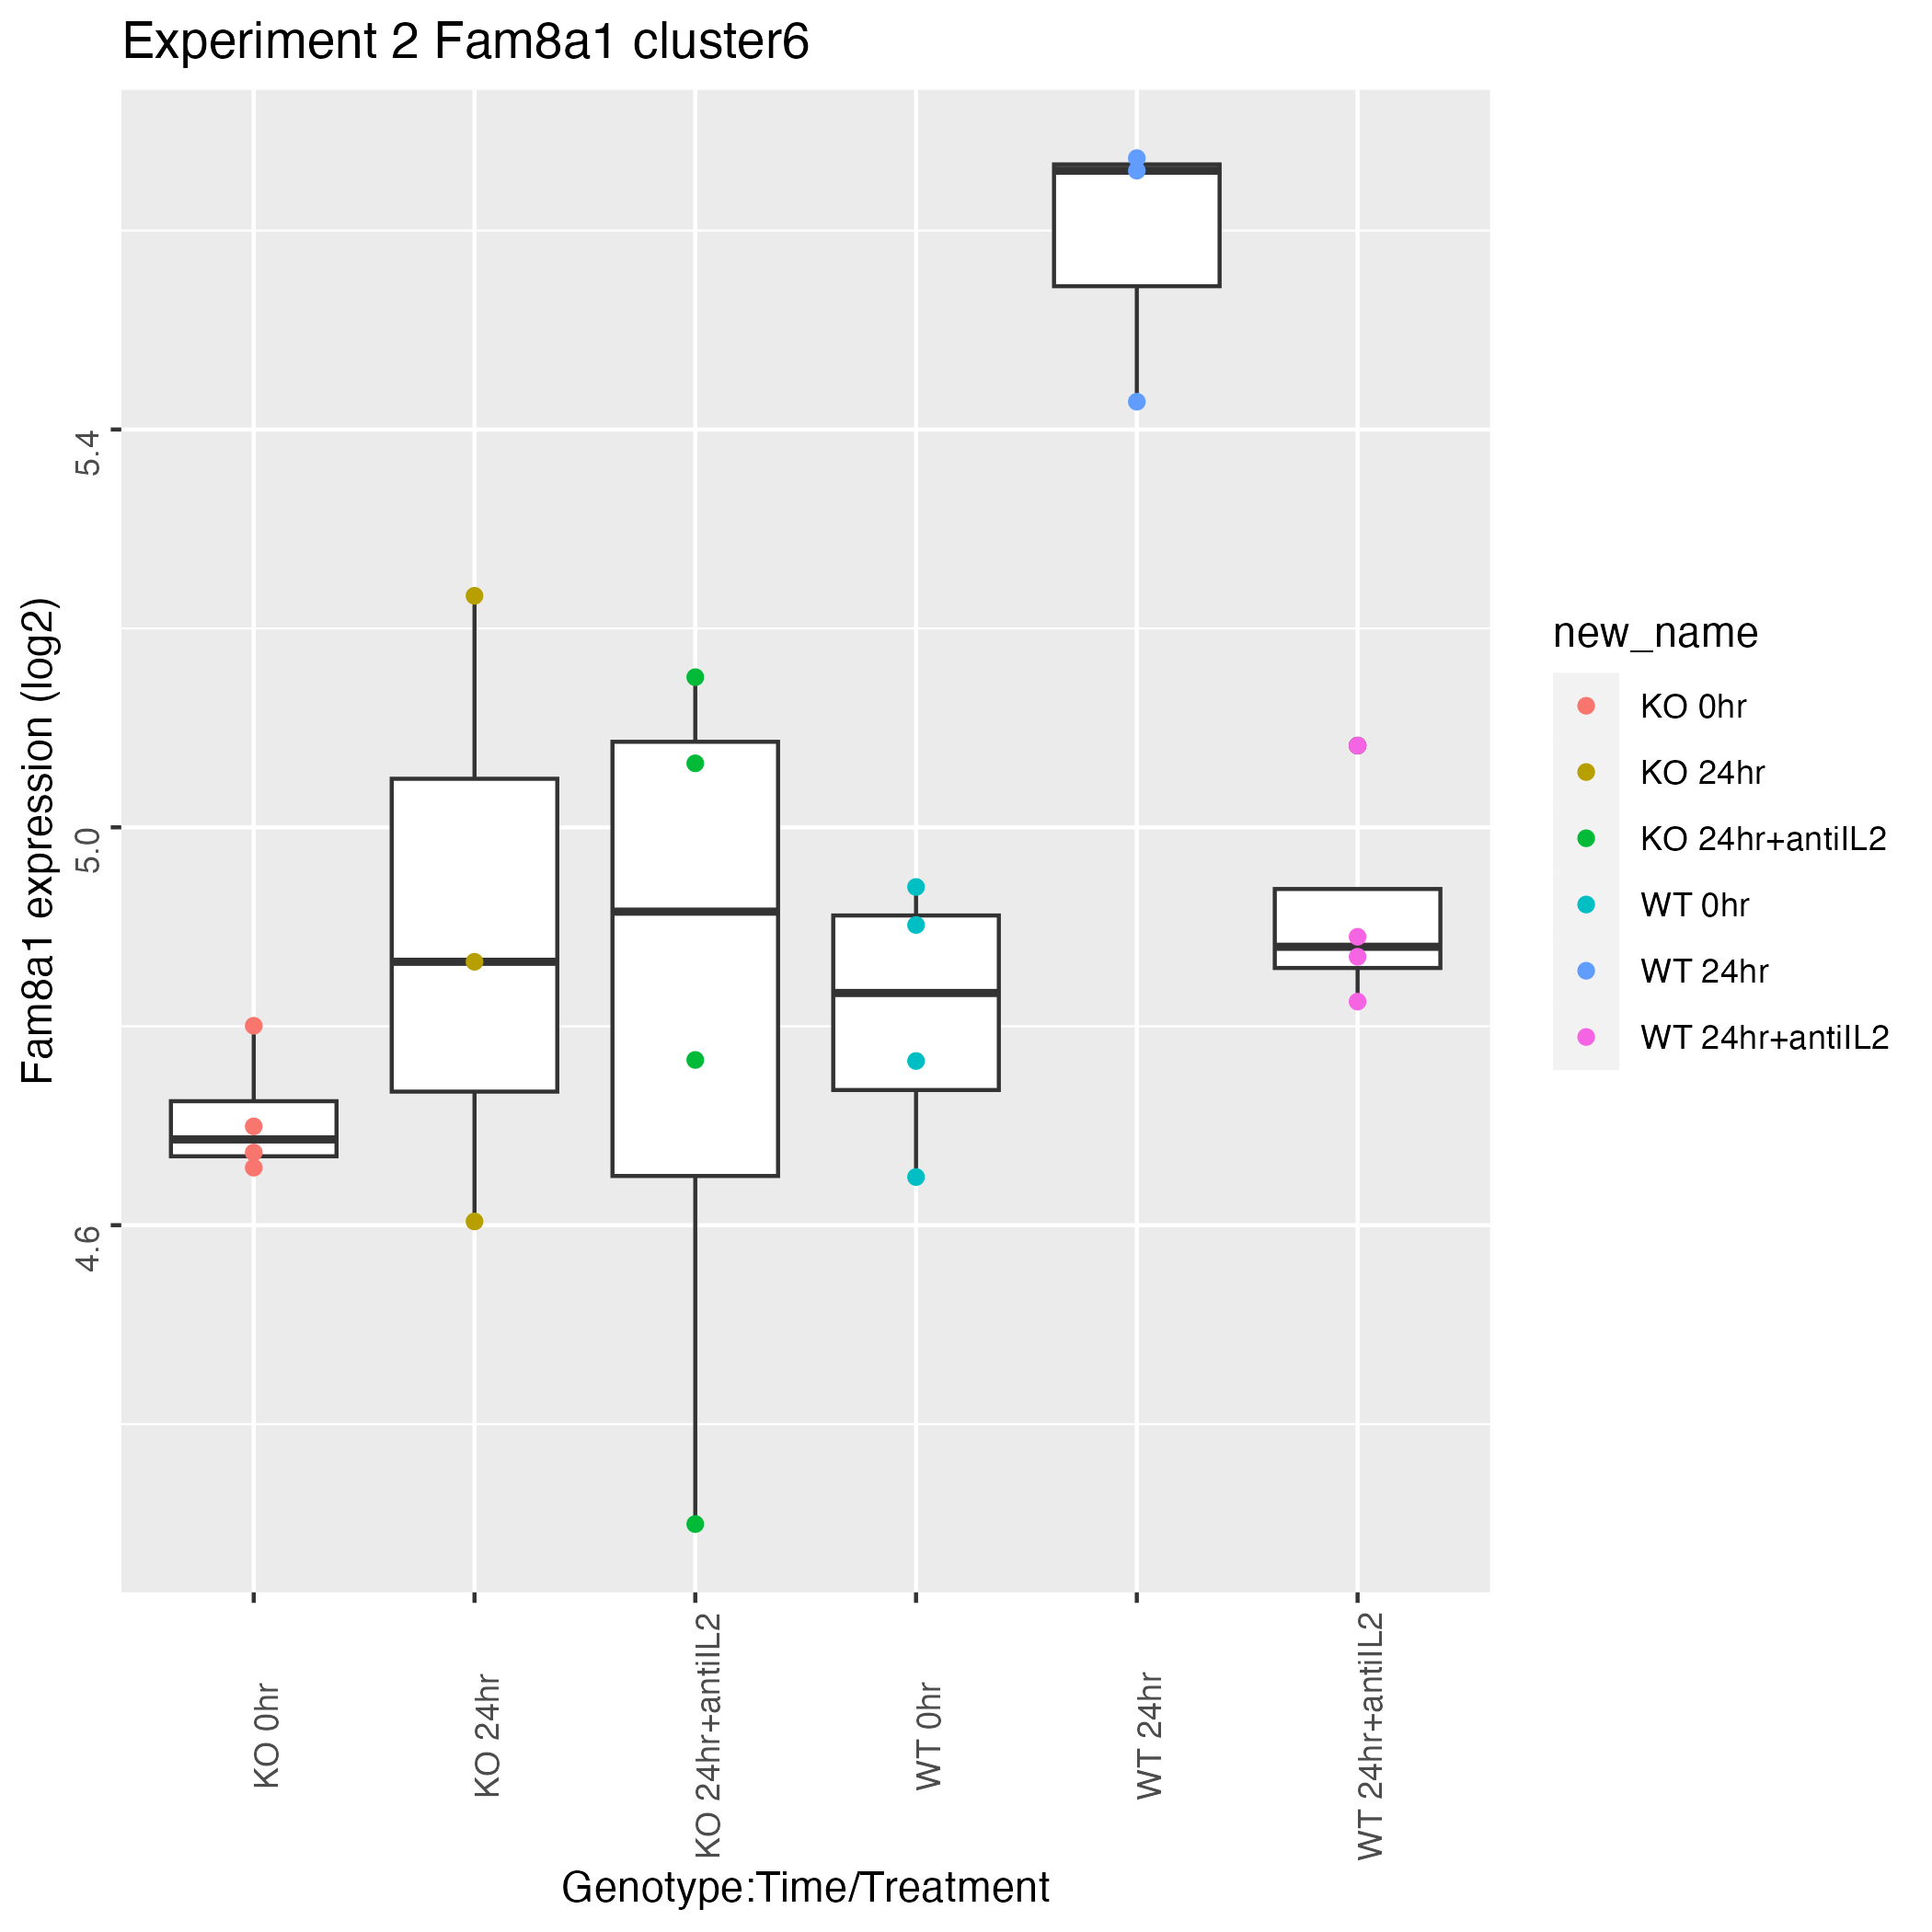 Experiment 2 Fam8a1 cluster6
Fam8a1 expression (log2)
5.4
5.0
4.6
KO 0hr
KO 24hr
KO 24hr+antiIL2
WT 0hr
WT 24hr
WT 24hr+antiIL2
Genotype:Time/Treatment
new_name
KO 0hr
KO 24hr
KO 24hr+antiIL2
WT 0hr
WT 24hr
WT 24hr+antiIL2